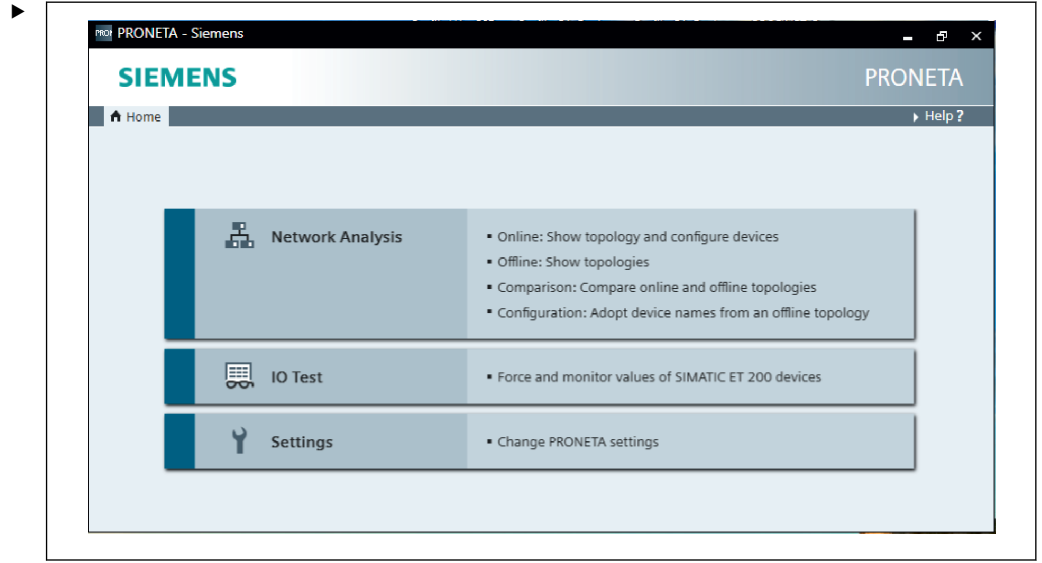 PRONETA - Siemens
SIEMENS
PRONETA
Home
Help ?
Network Analysis
▪ Online: Show topology and configure devices
▪ Offline: Show topologies
▪ Comparison: Compare online and offline topologies
▪ Configuration: Adopt device names from an offline topology
IO Test
▪ Force and monitor values of SIMATIC ET 200 devices
Settings
▪ Change PRONETA settings